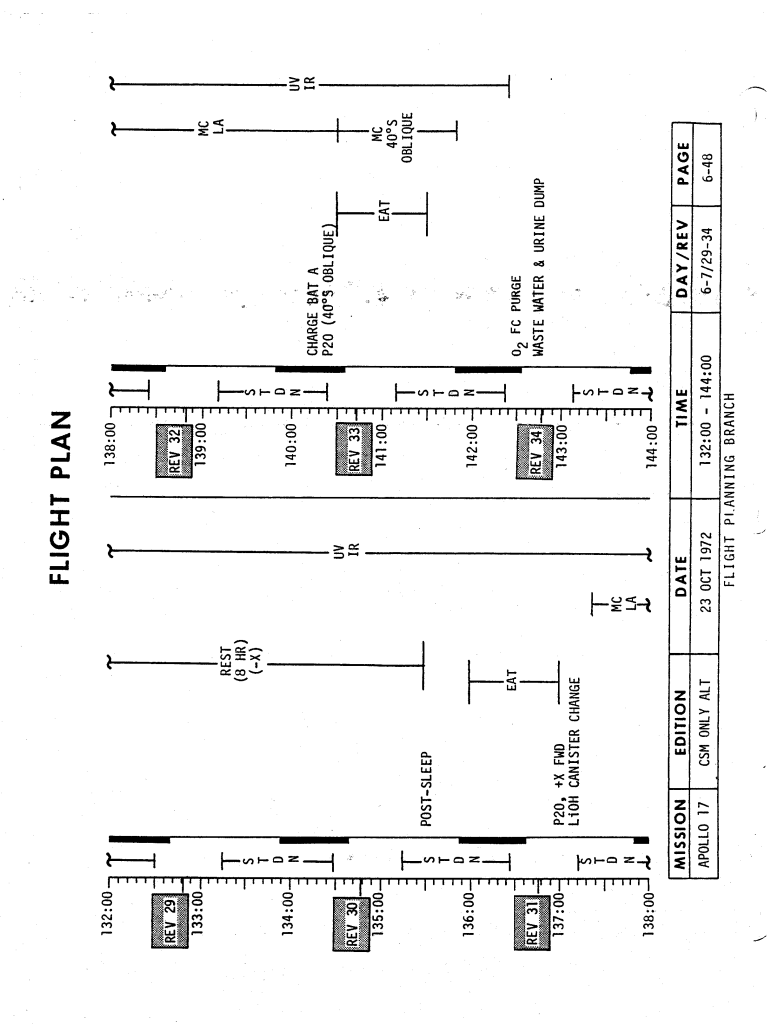 FLIGHT PLAN
132:00
REV 29
133:00
134:00
REV 30
135:00
136:00
REV 31
137:00
138:00
STDN
STDN
STDN
POST-SLEEP
P20, +X FWD
LiOH CANISTER CHANGE
REST
(8 HR)
(-X)
EAT
MC
LA
UV
IR
138:00
REV 32
139:00
140:00
REV 33
141:00
142:00
REV 34
143:00
144:00
STDN
STDN
STDN
CHARGE BAT A
P20 (40°S OBLIQUE)
O2 FC PURGE
WASTE WATER & URINE DUMP
EAT
MC
LA
MC
40°S
OBLIQUE
UV
IR
MISSION EDITION DATE TIME DAY/REV PAGE
APOLLO 17 CSM ONLY ALT 23 OCT 1972 132:00 - 144:00 6-7/29-34 6-48
FLIGHT PLANNING BRANCH